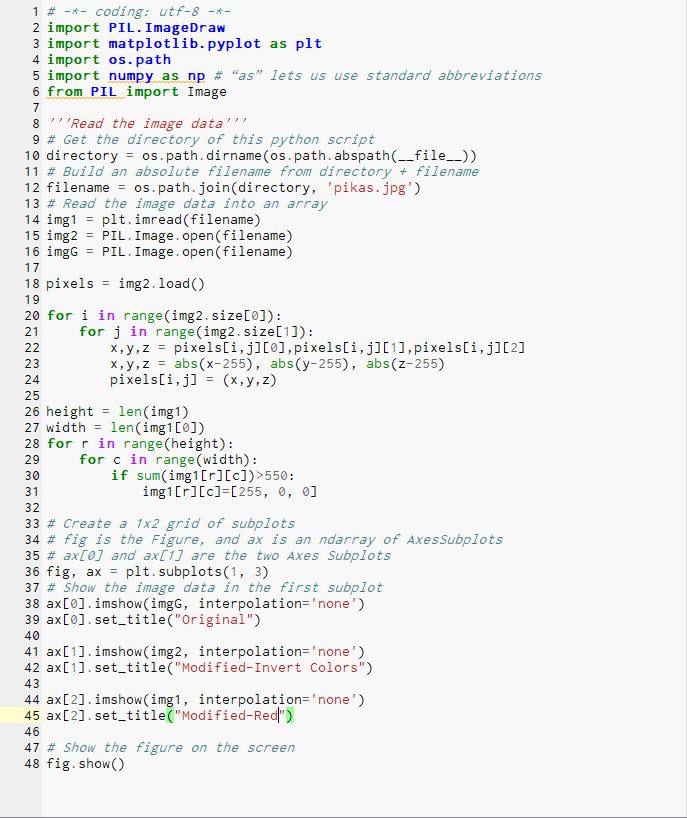 1 # -*- coding: utf-8 -*-
2 import PIL.ImageDraw
3 import matplotlib.pyplot as plt
4 import os.path
5 import numpy as np # “as” lets us use standard abbreviations
6 from PIL import Image
7
8 '''Read the image data'''
9 # Get the directory of this python script
10 directory = os.path.dirname(os.path.abspath(__file__))
11 # Build an absolute filename from directory + filename
12 filename = os.path.join(directory, 'pikas.jpg')
13 # Read the image data into an array
14 img1 = plt.imread(filename)
15 img2 = PIL.Image.open(filename)
16 imgG = PIL.Image.open(filename)
17
18 pixels = img2.load()
19
20 for i in range(img2.size[0]):
21     for j in range(img2.size[1]):
22         x,y,z = pixels[i,j][0],pixels[i,j][1],pixels[i,j][2]
23         x,y,z = abs(x-255), abs(y-255), abs(z-255)
24         pixels[i,j] = (x,y,z)
25
26 height = len(img1)
27 width = len(img1[0])
28 for r in range(height):
29     for c in range(width):
30         if sum(img1[r][c])>550:
31             img1[r][c]=[255, 0, 0]
32
33 # Create a 1x2 grid of subplots
34 # fig is the Figure, and ax is an ndarray of AxesSubplots
35 # ax[0] and ax[1] are the two Axes Subplots
36 fig, ax = plt.subplots(1, 3)
37 # Show the image data in the first subplot
38 ax[0].imshow(imgG, interpolation='none')
39 ax[0].set_title("Original")
40
41 ax[1].imshow(img2, interpolation='none')
42 ax[1].set_title("Modified-Invert Colors")
43
44 ax[2].imshow(img1, interpolation='none')
45 ax[2].set_title("Modified-Red")
46
47 # Show the figure on the screen
48 fig.show()